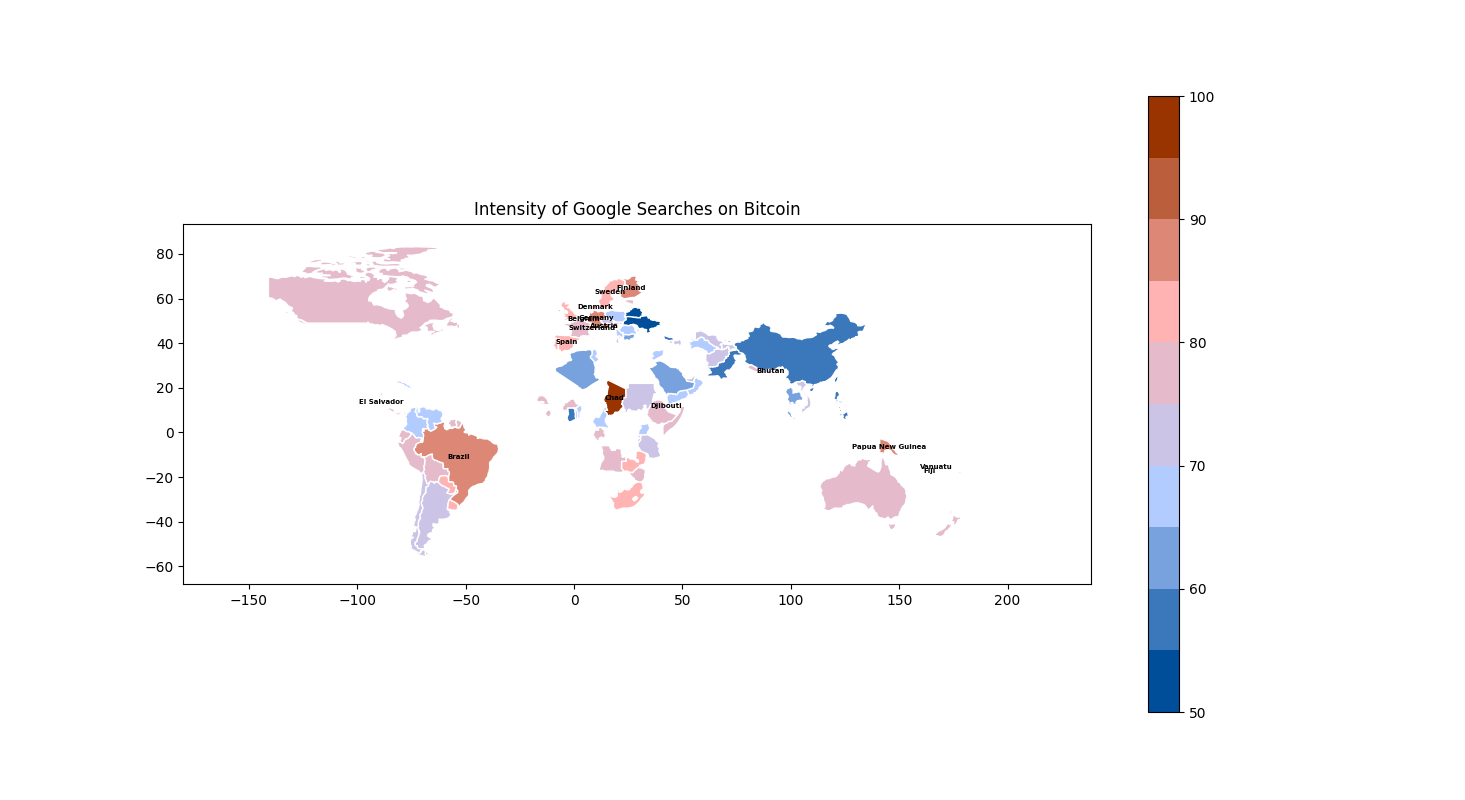 Intensity of Google Searches on Bitcoin
100
90
80
70
60
50
80
60
40
20
0
−20
−40
−60
−150
−100
−50
0
50
100
150
200
Finland
Sweden
Denmark
Belgium
Germany
Austria
Switzerland
Spain
Bhutan
El Salvador
Chad
Djibouti
Brazil
Papua New Guinea
Vanuatu
Fiji